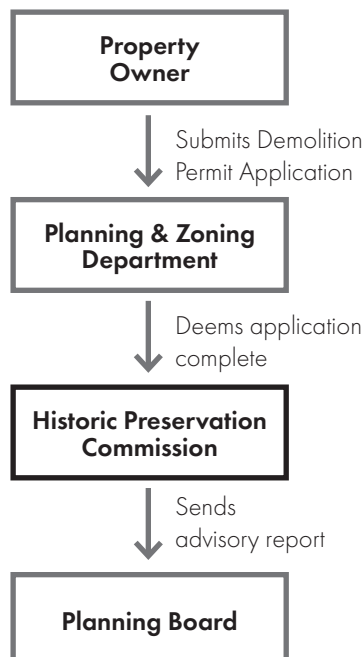 Property
Owner
Submits Demolition
Permit Application
Planning & Zoning
Department
Deems application
complete
Historic Preservation
Commission
Sends
advisory report
Planning Board